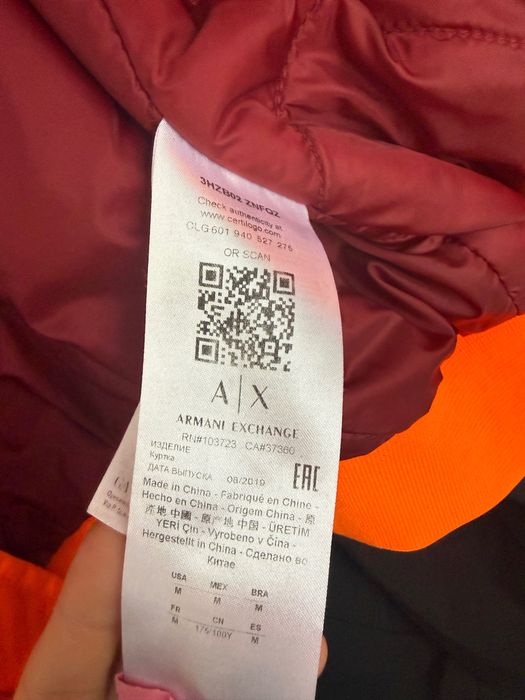 3HZB02 ZNFQZ
Check authenticity at
www.certilogo.com
CLG 601 940 527 276
OR SCAN
A|X
ARMANI EXCHANGE
RN#103723 CA#37360
ИЗДЕЛИЕ
Куртка
ДАТА ВЫПУСКА 08/2019
EAC
Made in China - Fabriqué en Chine -
Hecho en China - Origem China - 原
産地 中國 - 原产地 中国 - ÜRETİM
YERİ Çin - Vyrobeno v Čína -
Hergestellt in China - Сделано во
Китае
USA MEX BRA
M M M
FR CN ES
M 175/100Y M